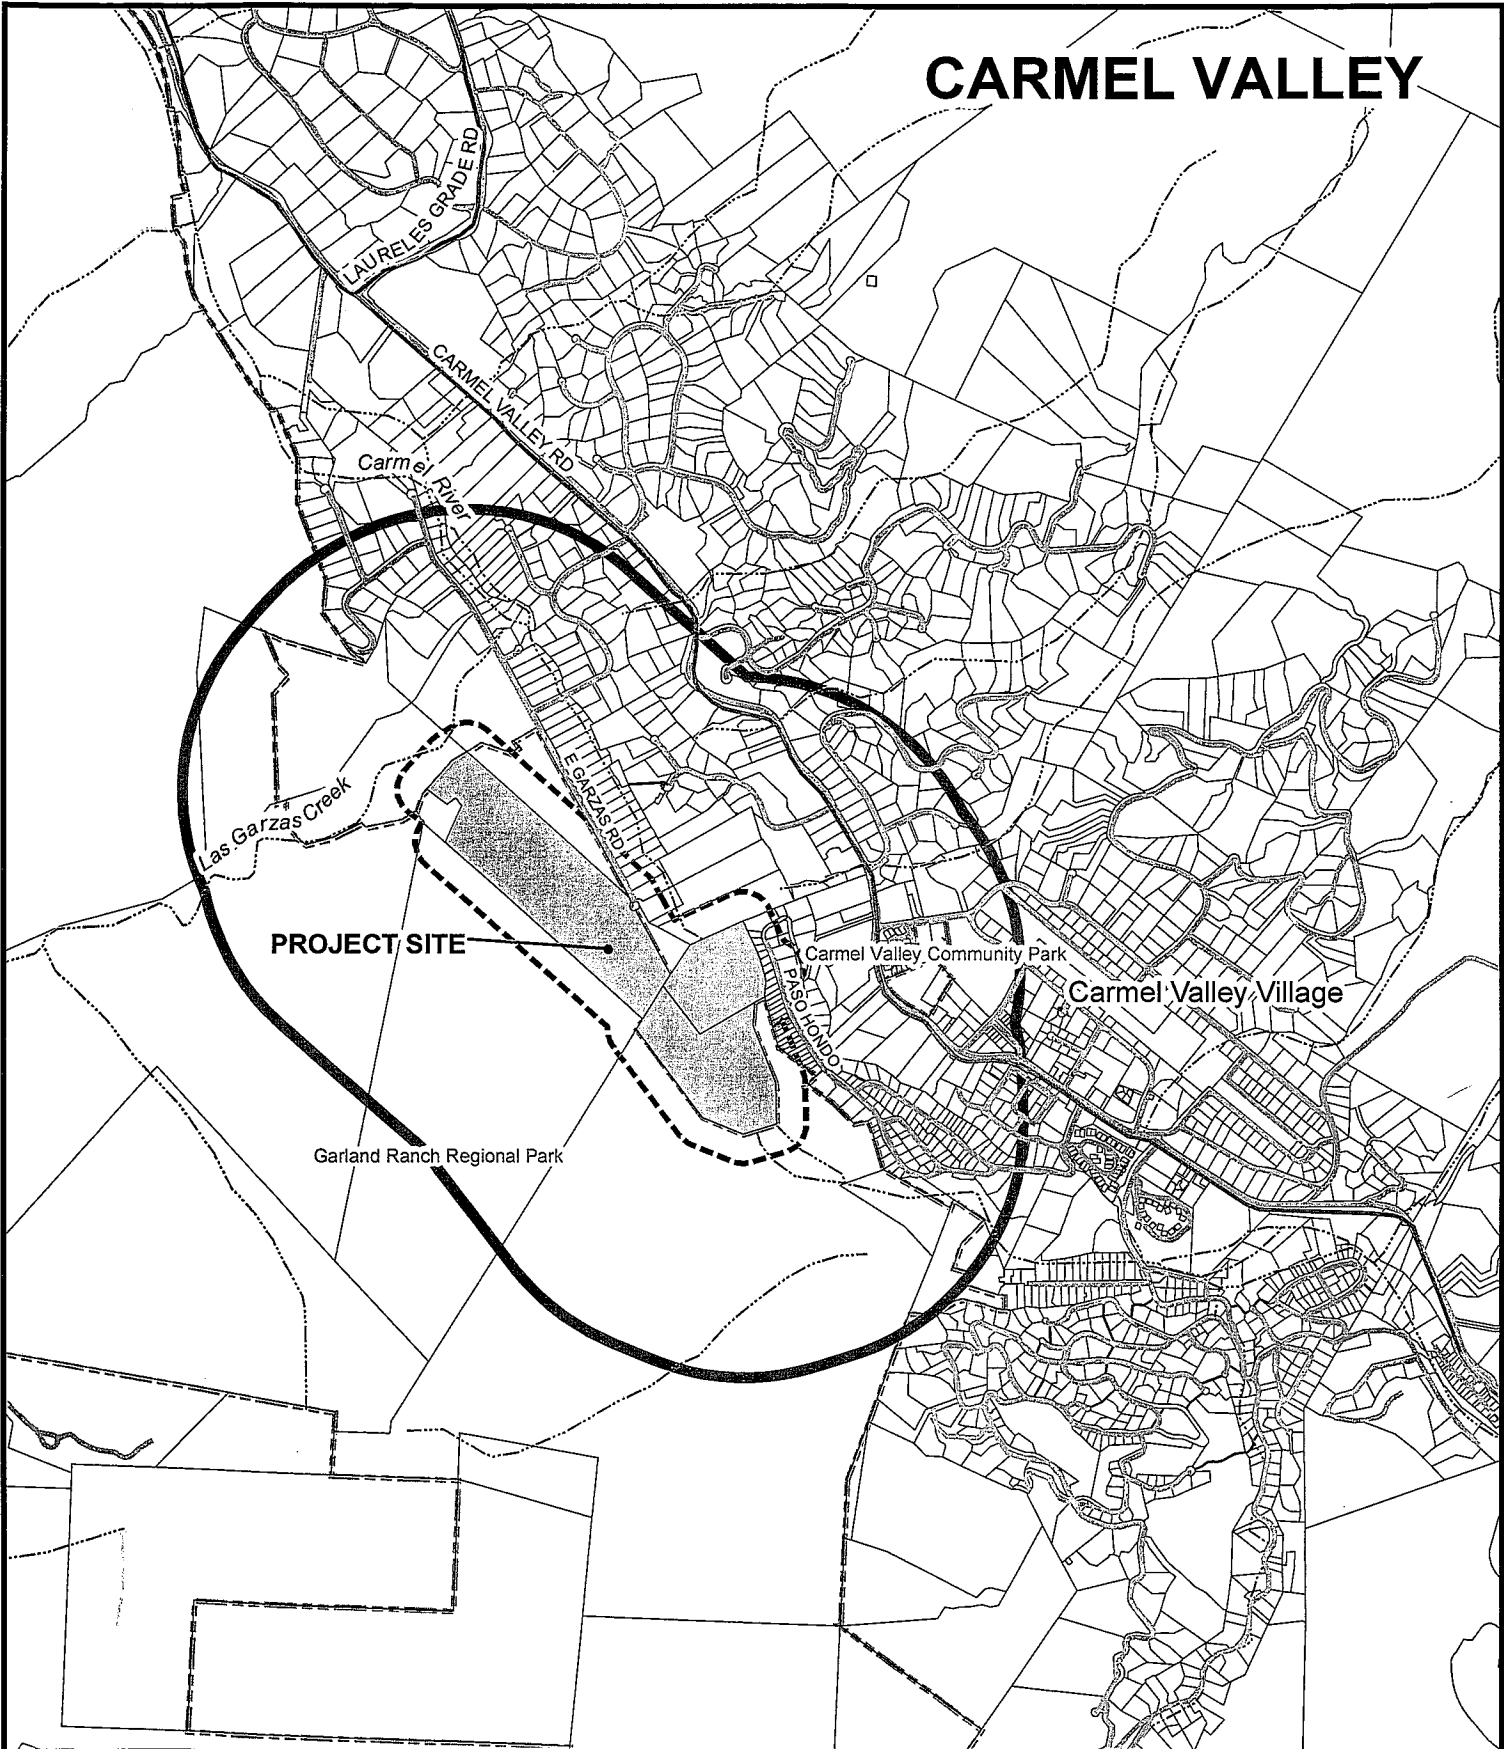 CARMEL VALLEY
LAURELES GRADE RD
CARMEL VALLEY RD
Carmel River
E GARZAS RD
Las Garzas Creek
PROJECT SITE
Carmel Valley Community Park
PASO HONDO
Carmel Valley Village
Garland Ranch Regional Park